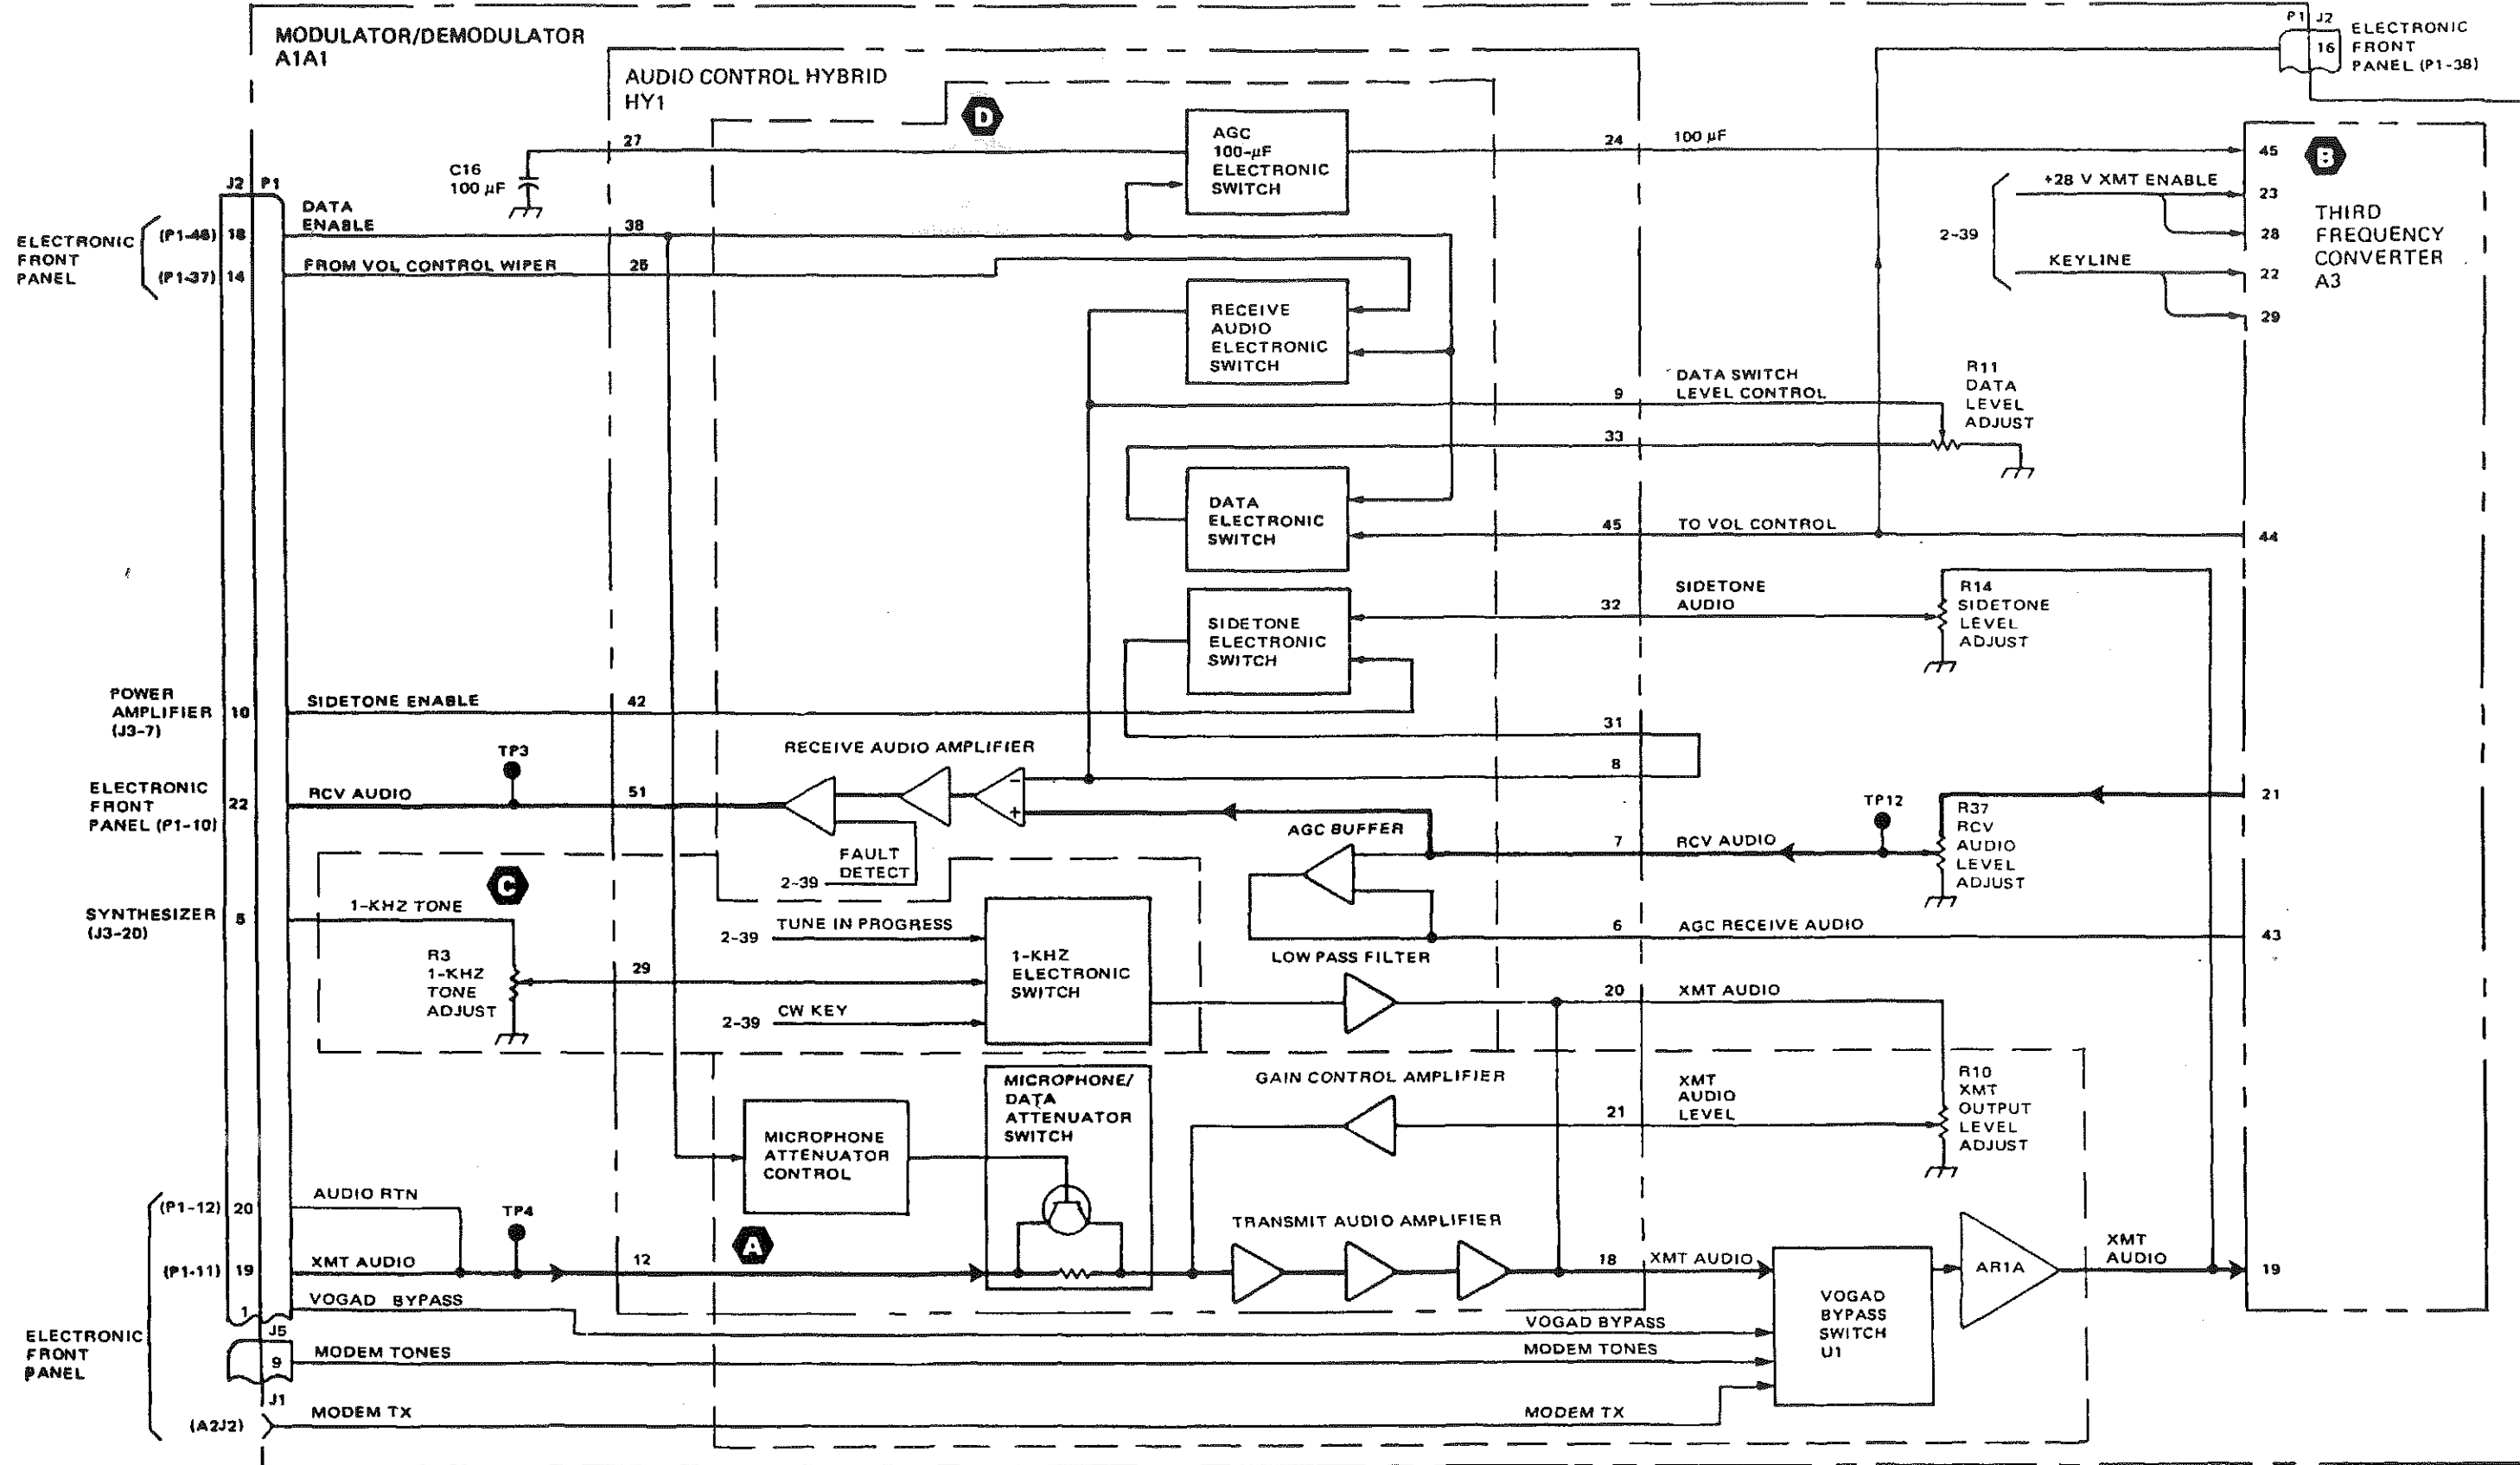 MODULATOR/DEMODULATOR
A1A1
AUDIO CONTROL HYBRID
HY1
P1 J2
16
ELECTRONIC
FRONT
PANEL (P1-38)
D
27
C16
100 µF
AGC
100-µF
ELECTRONIC
SWITCH
24
100 µF
45
B
+28 V XMT ENABLE
23
28
2-39
KEYLINE
22
29
THIRD
FREQUENCY
CONVERTER
A3
J2 P1
ELECTRONIC
FRONT
PANEL
(P1-46) 18
DATA
ENABLE
38
(P1-37) 14
FROM VOL CONTROL WIPER
25
RECEIVE
AUDIO
ELECTRONIC
SWITCH
9
DATA SWITCH
LEVEL CONTROL
R11
DATA
LEVEL
ADJUST
33
DATA
ELECTRONIC
SWITCH
45
TO VOL CONTROL
44
SIDETONE
ELECTRONIC
SWITCH
32
SIDETONE
AUDIO
R14
SIDETONE
LEVEL
ADJUST
POWER
AMPLIFIER
(J3-7)
10
SIDETONE ENABLE
42
31
8
ELECTRONIC
FRONT
PANEL (P1-10)
22
RCV AUDIO
TP3
51
RECEIVE AUDIO AMPLIFIER
−
+
FAULT
DETECT
2-39
AGC BUFFER
7
RCV AUDIO
TP12
R37
RCV
AUDIO
LEVEL
ADJUST
21
6
AGC RECEIVE AUDIO
43
C
SYNTHESIZER
(J3-20)
5
1-KHZ TONE
R3
1-KHZ
TONE
ADJUST
29
2-39
TUNE IN PROGRESS
2-39
CW KEY
1-KHZ
ELECTRONIC
SWITCH
LOW PASS FILTER
20
XMT AUDIO
GAIN CONTROL AMPLIFIER
21
XMT
AUDIO
LEVEL
R10
XMT
OUTPUT
LEVEL
ADJUST
MICROPHONE
ATTENUATOR
CONTROL
MICROPHONE/
DATA
ATTENUATOR
SWITCH
A
(P1-12) 20
AUDIO RTN
TP4
(P1-11) 19
XMT AUDIO
12
TRANSMIT AUDIO AMPLIFIER
18
XMT AUDIO
VOGAD
BYPASS
SWITCH
U1
AR1A
XMT
AUDIO
19
1
VOGAD BYPASS
VOGAD BYPASS
ELECTRONIC
FRONT
PANEL
J5
9
MODEM TONES
MODEM TONES
J1
(A2J2)
MODEM TX
MODEM TX